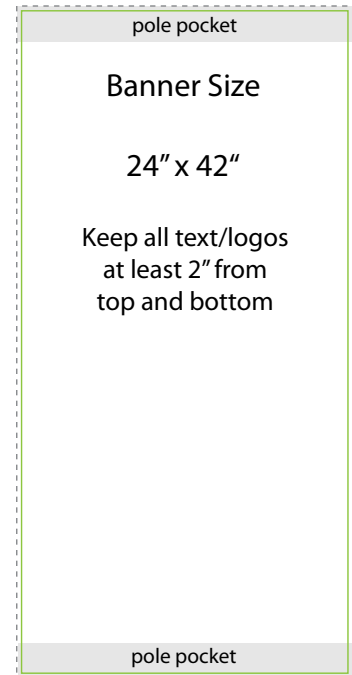 pole pocket
Banner Size
24” x 42“
Keep all text/logos
at least 2” from
top and bottom
pole pocket